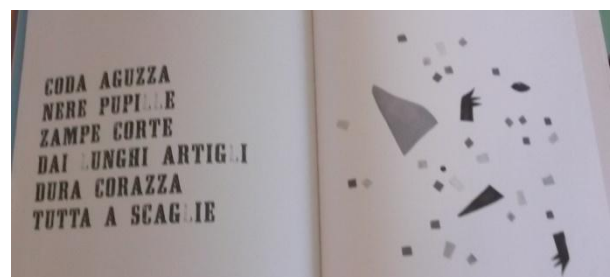 CODA AGUZZA
NERE PUPILLE
ZAMPE CORTE
DAI LUNGHI ARTIGLI
DURA CORAZZA
TUTTA A SCAGLIE